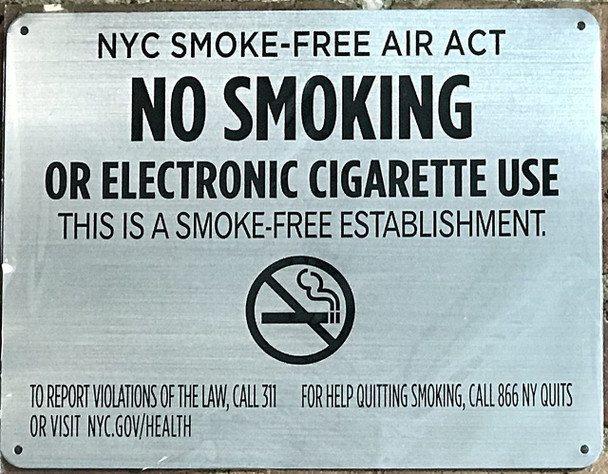 NYC SMOKE-FREE AIR ACT
NO SMOKING
OR ELECTRONIC CIGARETTE USE
THIS IS A SMOKE-FREE ESTABLISHMENT.
TO REPORT VIOLATIONS OF THE LAW, CALL 311
OR VISIT NYC.GOV/HEALTH
FOR HELP QUITTING SMOKING, CALL 866 NY QUITS